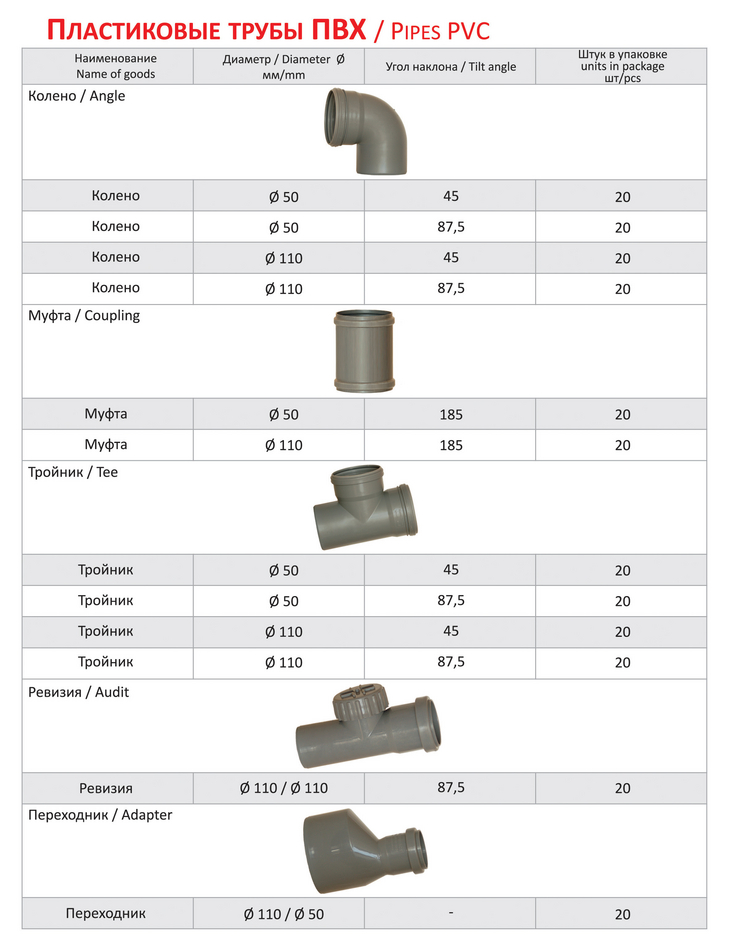 Пластиковые трубы ПВХ / Pipes PVC
Наименование
Name of goods
Диаметр / Diameter Ø
мм/mm
Угол наклона / Tilt angle
Штук в упаковке
units in package
шт/pcs
Колено / Angle
Колено Ø 50 45 20
Колено Ø 50 87,5 20
Колено Ø 110 45 20
Колено Ø 110 87,5 20
Муфта / Coupling
Муфта Ø 50 185 20
Муфта Ø 110 185 20
Тройник / Tee
Тройник Ø 50 45 20
Тройник Ø 50 87,5 20
Тройник Ø 110 45 20
Тройник Ø 110 87,5 20
Ревизия / Audit
Ревизия Ø 110 / Ø 110 87,5 20
Переходник / Adapter
Переходник Ø 110 / Ø 50 - 20